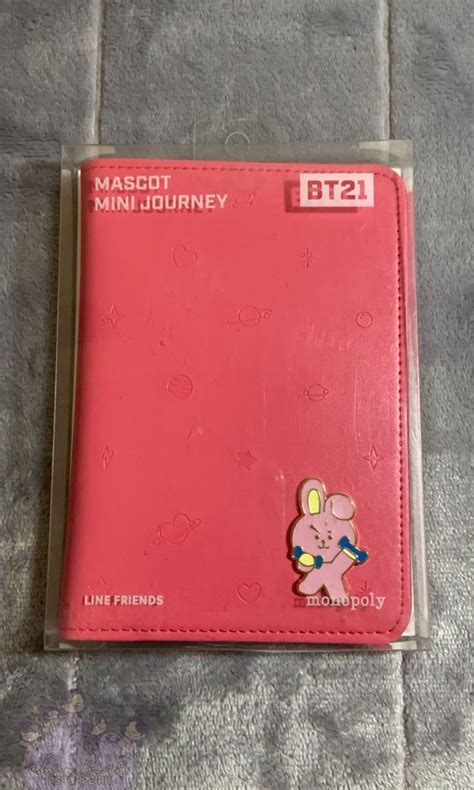 MASCOT
MINI JOURNEY
BT21
LINE FRIENDS
monopoly